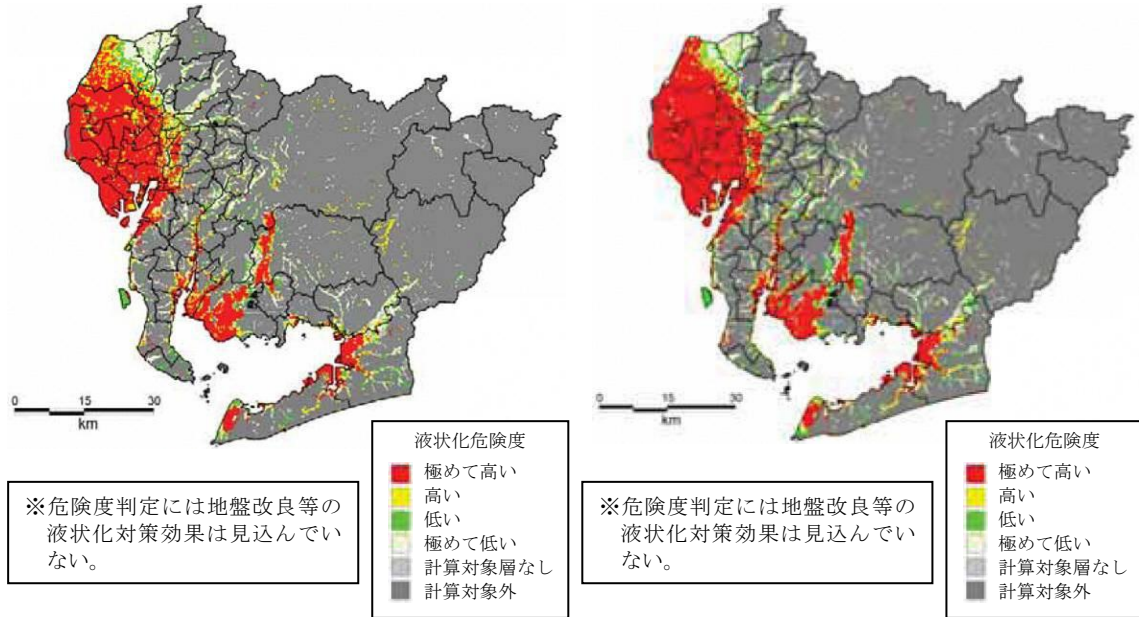 0 15 30
km
液状化危険度
極めて高い
高い
低い
極めて低い
計算対象層なし
計算対象外
※危険度判定には地盤改良等の
液状化対策効果は見込んでい
ない。
0 15 30
km
液状化危険度
極めて高い
高い
低い
極めて低い
計算対象層なし
計算対象外
※危険度判定には地盤改良等の
液状化対策効果は見込んでい
ない。